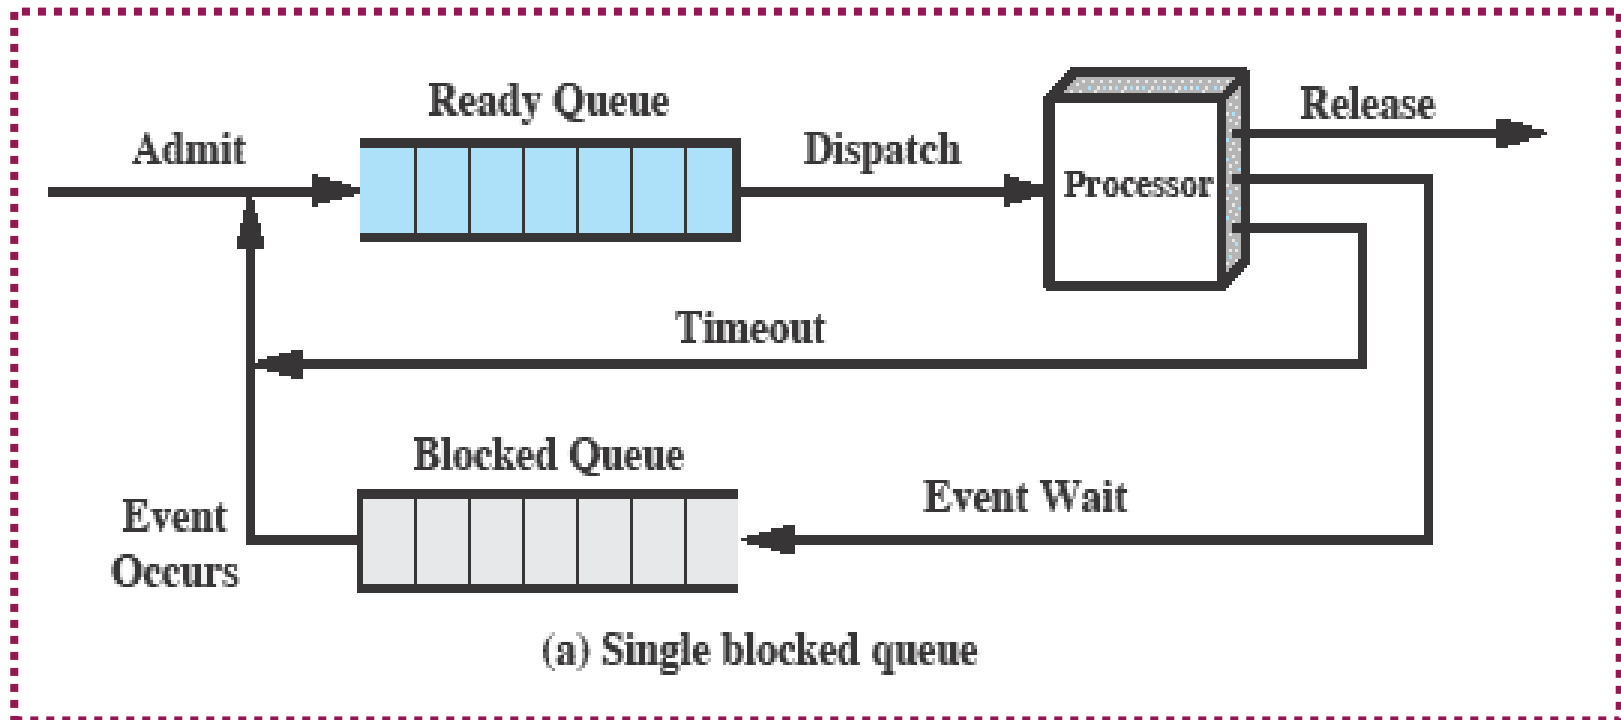 Ready Queue
Admit
Dispatch
Processor
Release
Timeout
Blocked Queue
Event Wait
Event
Occurs
(a) Single blocked queue